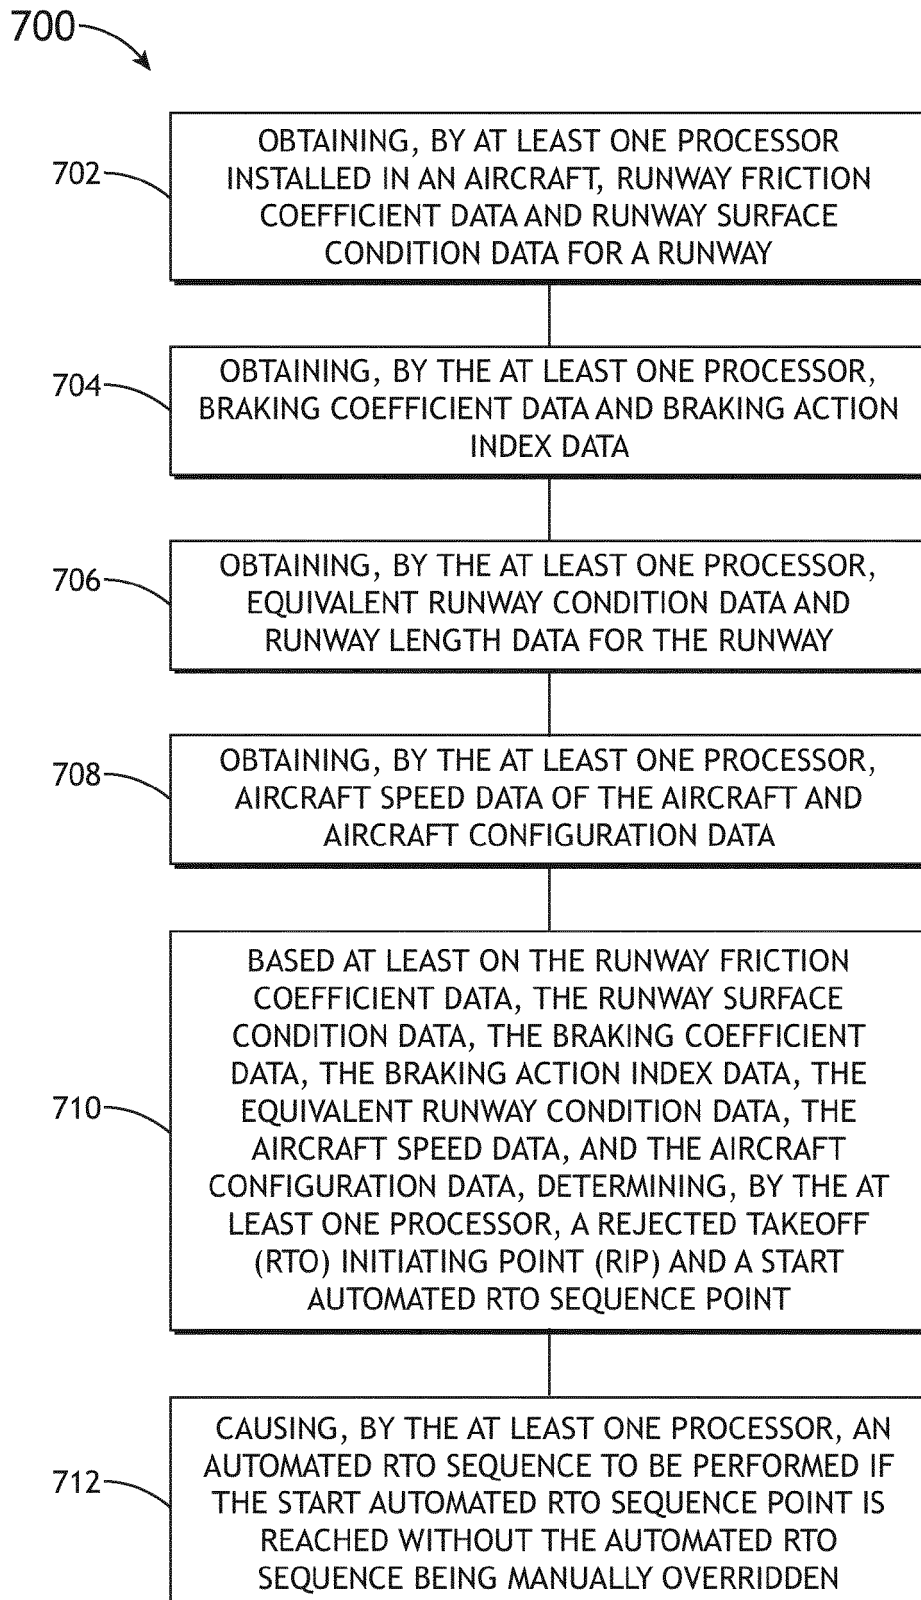 700
702
OBTAINING, BY AT LEAST ONE PROCESSOR
INSTALLED IN AN AIRCRAFT, RUNWAY FRICTION
COEFFICIENT DATA AND RUNWAY SURFACE
CONDITION DATA FOR A RUNWAY
704
OBTAINING, BY THE AT LEAST ONE PROCESSOR,
BRAKING COEFFICIENT DATA AND BRAKING ACTION
INDEX DATA
706
OBTAINING, BY THE AT LEAST ONE PROCESSOR,
EQUIVALENT RUNWAY CONDITION DATA AND
RUNWAY LENGTH DATA FOR THE RUNWAY
708
OBTAINING, BY THE AT LEAST ONE PROCESSOR,
AIRCRAFT SPEED DATA OF THE AIRCRAFT AND
AIRCRAFT CONFIGURATION DATA
710
BASED AT LEAST ON THE RUNWAY FRICTION
COEFFICIENT DATA, THE RUNWAY SURFACE
CONDITION DATA, THE BRAKING COEFFICIENT
DATA, THE BRAKING ACTION INDEX DATA, THE
EQUIVALENT RUNWAY CONDITION DATA, THE
AIRCRAFT SPEED DATA, AND THE AIRCRAFT
CONFIGURATION DATA, DETERMINING, BY THE AT
LEAST ONE PROCESSOR, A REJECTED TAKEOFF
(RTO) INITIATING POINT (RIP) AND A START
AUTOMATED RTO SEQUENCE POINT
712
CAUSING, BY THE AT LEAST ONE PROCESSOR, AN
AUTOMATED RTO SEQUENCE TO BE PERFORMED IF
THE START AUTOMATED RTO SEQUENCE POINT IS
REACHED WITHOUT THE AUTOMATED RTO
SEQUENCE BEING MANUALLY OVERRIDDEN